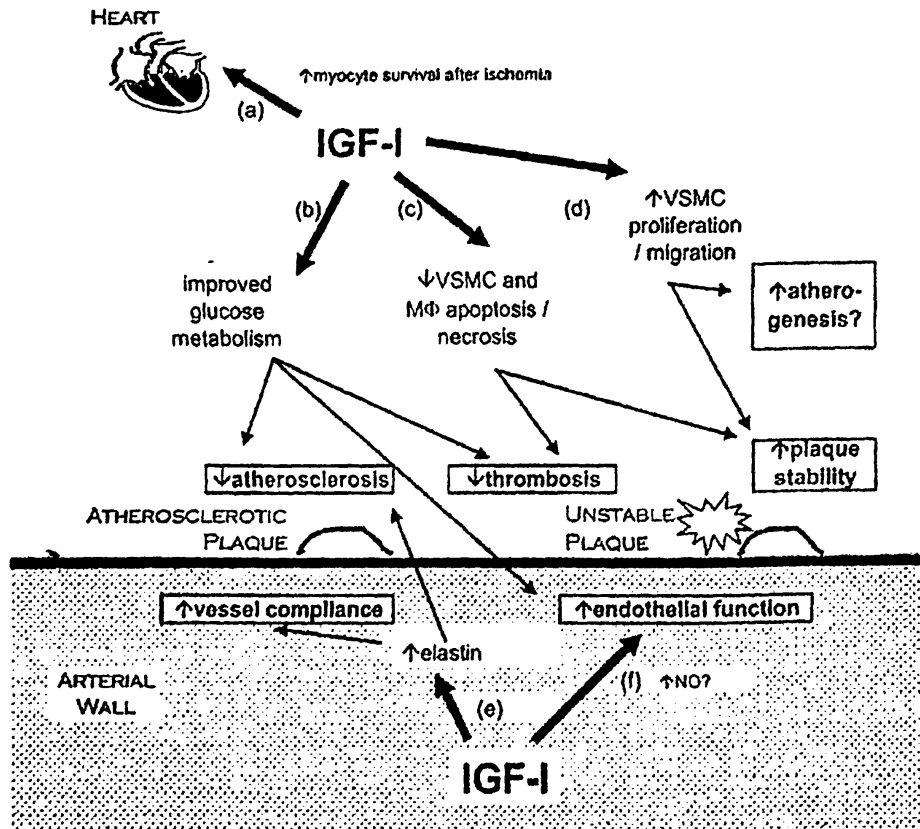 HEART
↑myocyte survival after ischemia
(a)
IGF-I
(b)
(c)
(d)
↑VSMC
proliferation
/ migration
improved
glucose
metabolism
↓VSMC and
MΦ apoptosis /
necrosis
↑athero-
genesis?
↑plaque
stability
↓atherosclerosis
↓thrombosis
ATHEROSCLEROTIC
PLAQUE
UNSTABLE
PLAQUE
↑vessel compliance
↑endothelial function
↑elastin
ARTERIAL
WALL
(e)
(f) ↑NO?
IGF-I